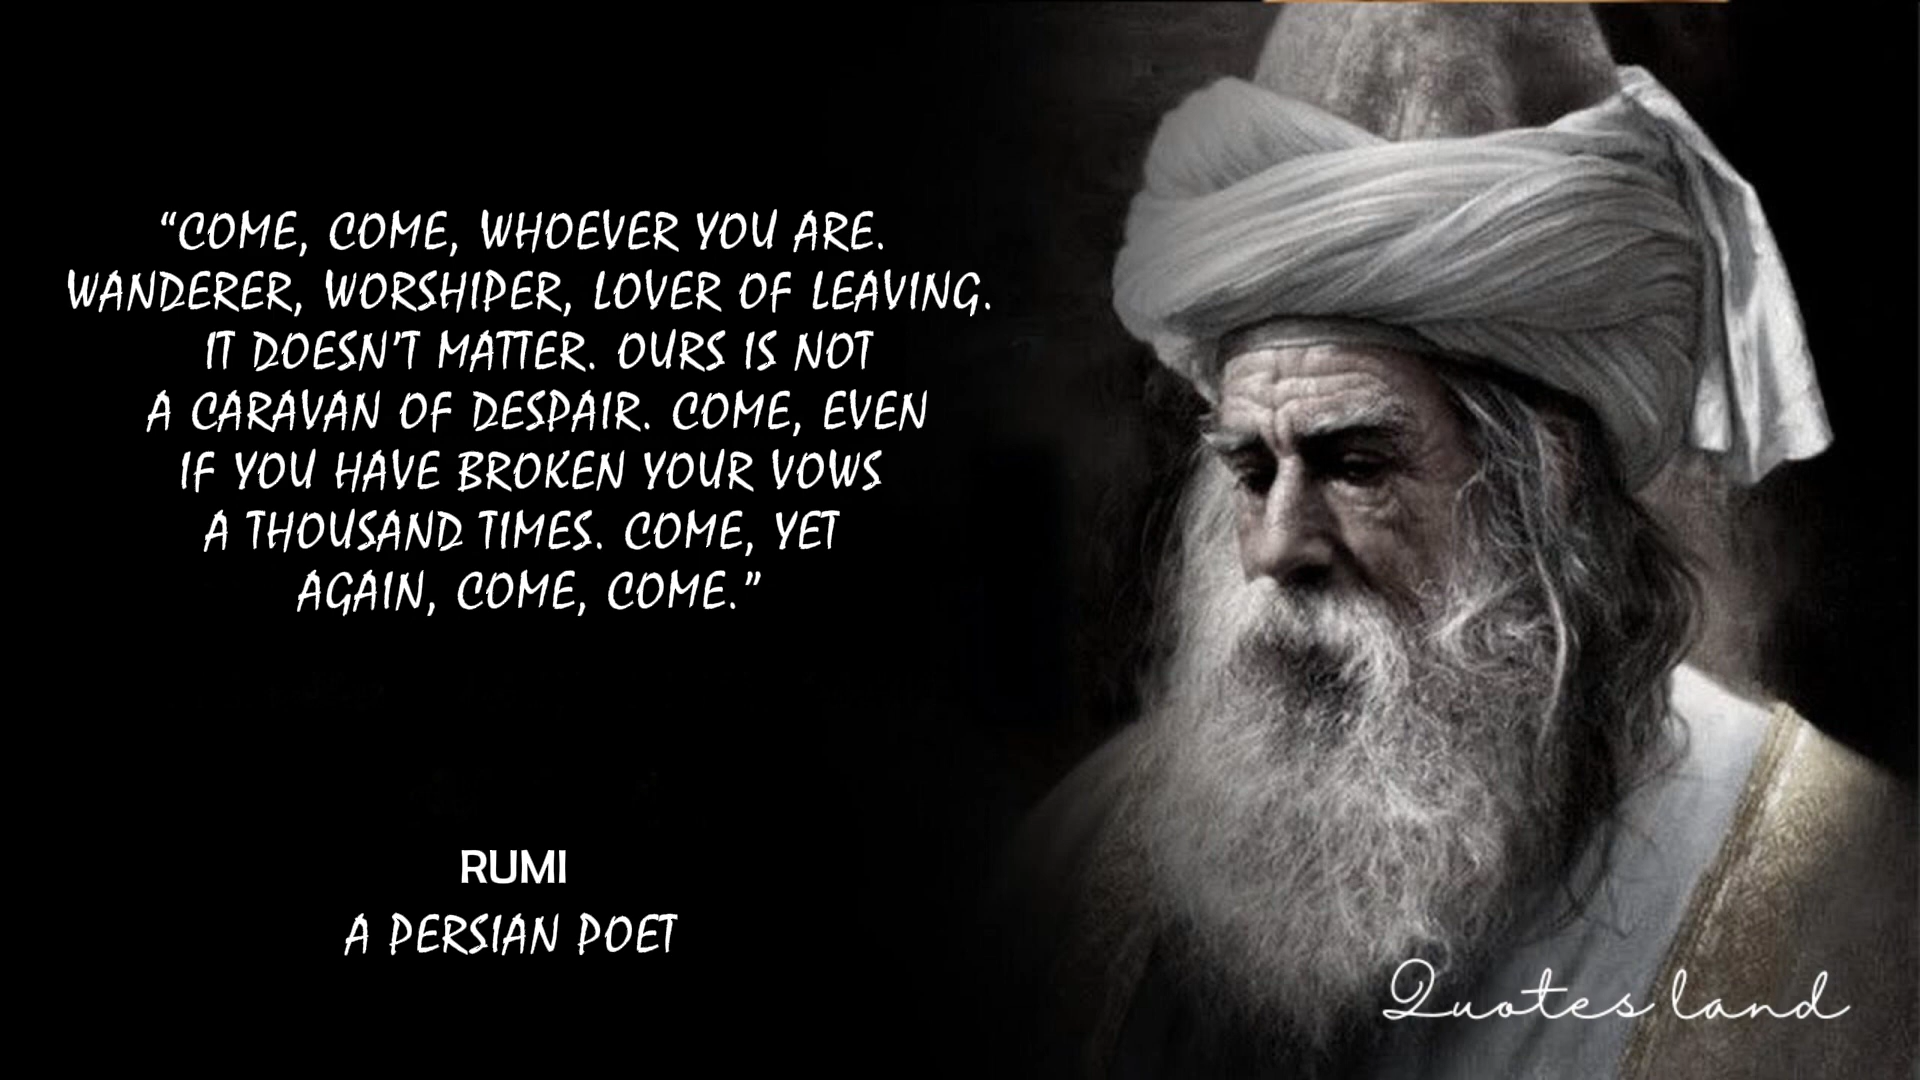 “COME, COME, WHOEVER YOU ARE.
WANDERER, WORSHIPER, LOVER OF LEAVING.
IT DOESN'T MATTER. OURS IS NOT
A CARAVAN OF DESPAIR. COME, EVEN
IF YOU HAVE BROKEN YOUR VOWS
A THOUSAND TIMES. COME, YET
AGAIN, COME, COME.”
RUMI
A PERSIAN POET
Quotes land